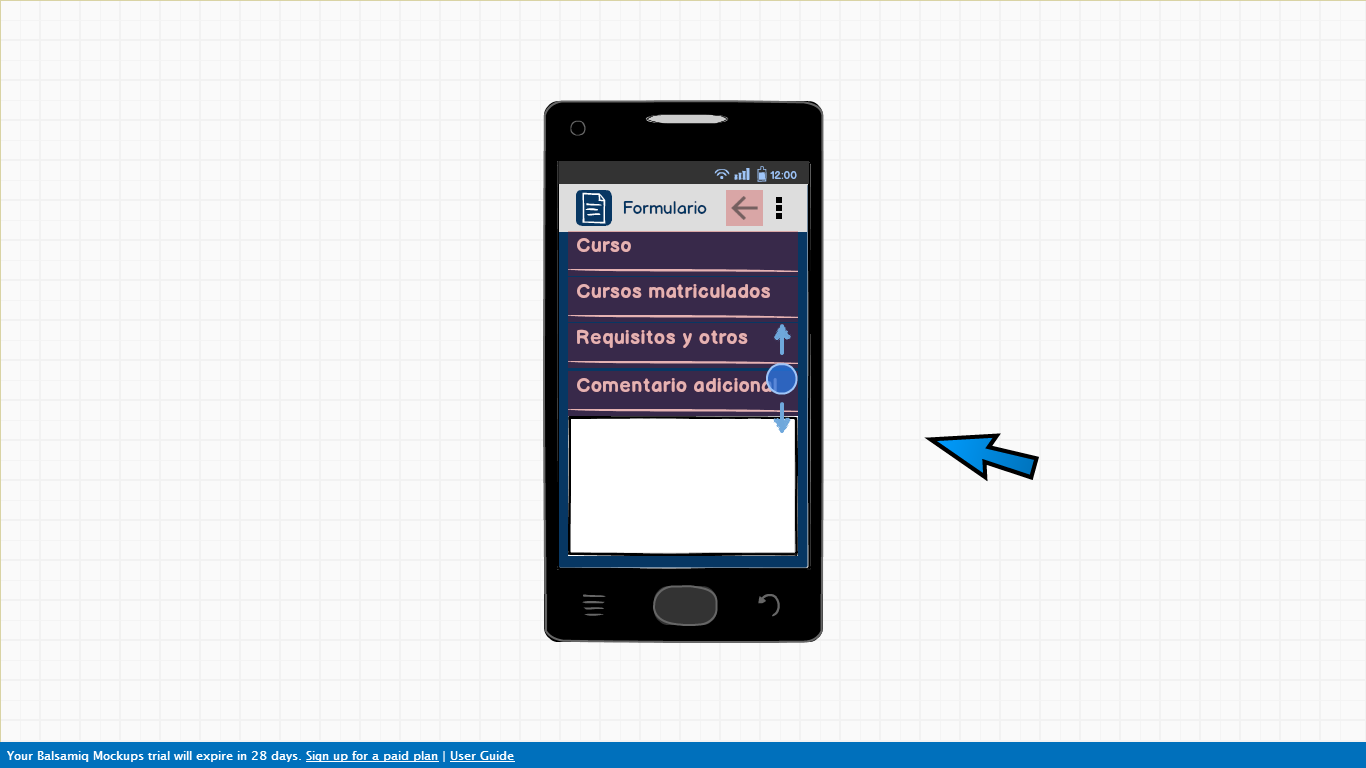 12:00
Formulario
Curso
Cursos matriculados
Requisitos y otros
Comentario adicional
Your Balsamiq Mockups trial will expire in 28 days. Sign up for a paid plan | User Guide